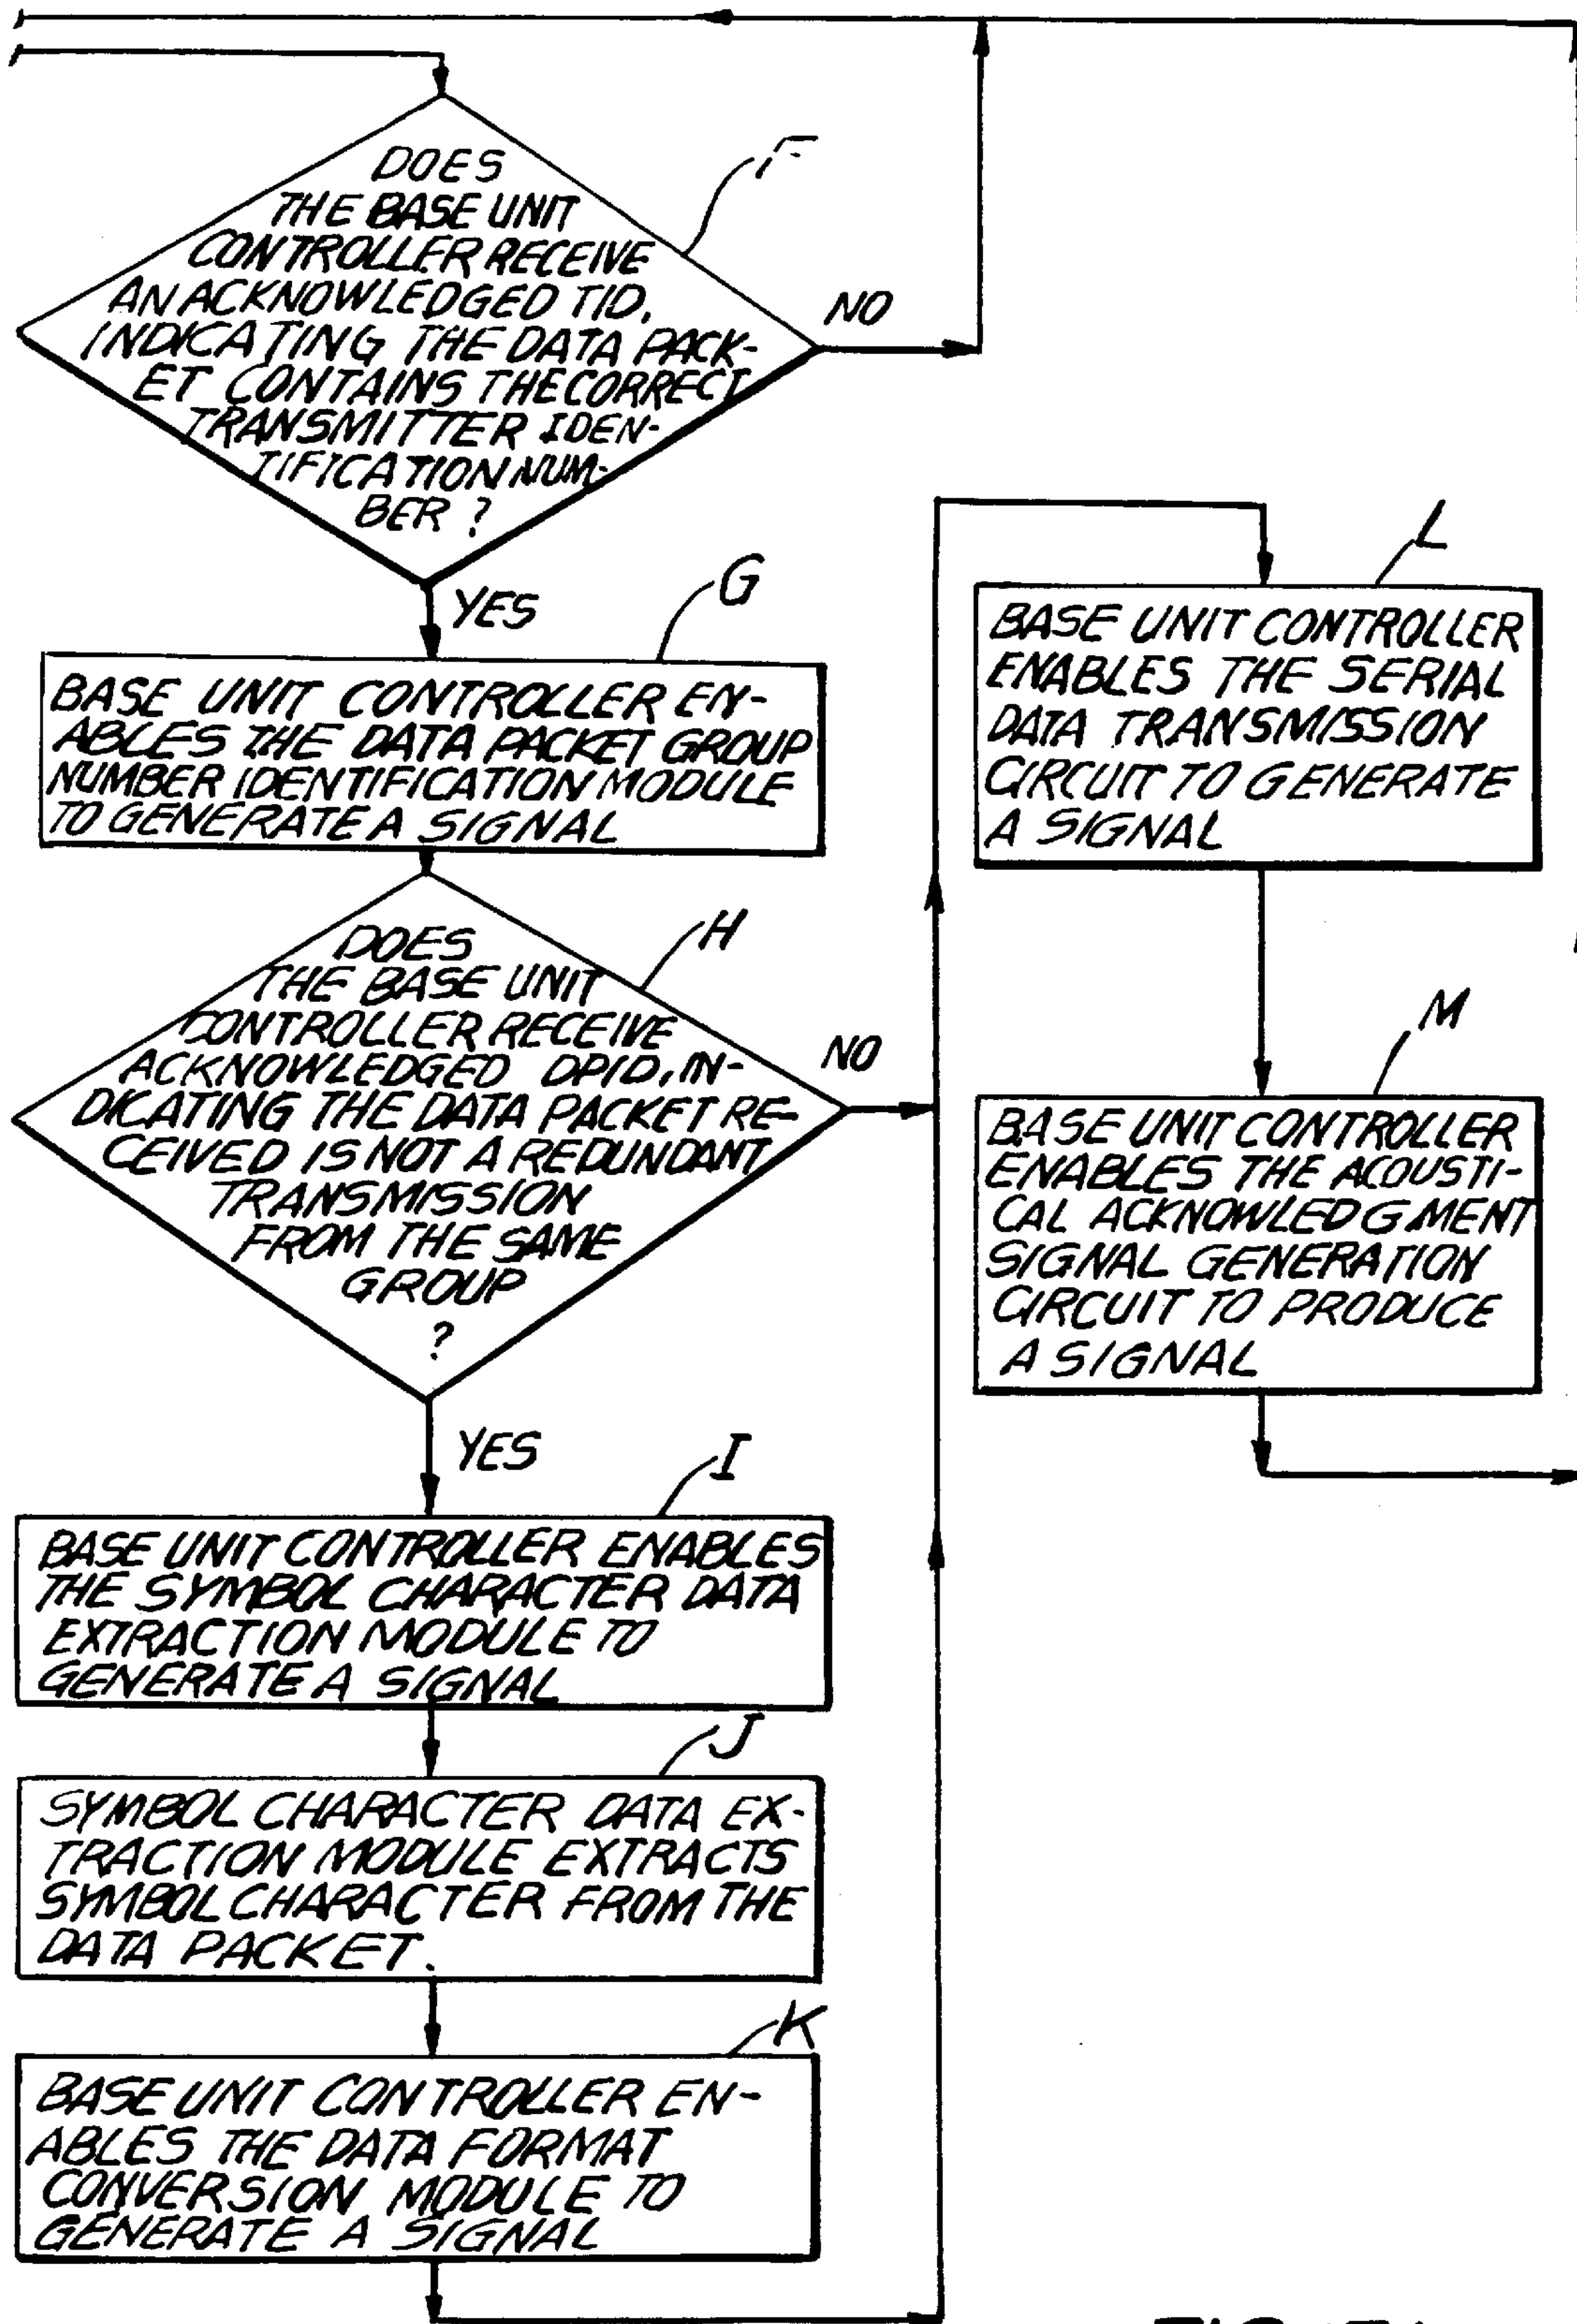 F
DOES
THE BASE UNIT
CONTROLLER RECEIVE
AN ACKNOWLEDGED TID,
INDICATING THE DATA PACK-
ET CONTAINS THE CORRECT
TRANSMITTER IDEN-
TIFICATION NUM-
BER ?
NO
YES
G
BASE UNIT CONTROLLER EN-
ABLES THE DATA PACKET GROUP
NUMBER IDENTIFICATION MODULE
TO GENERATE A SIGNAL
H
DOES
THE BASE UNIT
CONTROLLER RECEIVE
ACKNOWLEDGED DPID, IN-
DICATING THE DATA PACKET RE-
CEIVED IS NOT A REDUNDANT
TRANSMISSION
FROM THE SAME
GROUP
?
NO
YES
I
BASE UNIT CONTROLLER ENABLES
THE SYMBOL CHARACTER DATA
EXTRACTION MODULE TO
GENERATE A SIGNAL
J
SYMBOL CHARACTER DATA EX-
TRACTION MODULE EXTRACTS
SYMBOL CHARACTER FROM THE
DATA PACKET.
K
BASE UNIT CONTROLLER EN-
ABLES THE DATA FORMAT
CONVERSION MODULE TO
GENERATE A SIGNAL
L
BASE UNIT CONTROLLER
ENABLES THE SERIAL
DATA TRANSMISSION
CIRCUIT TO GENERATE
A SIGNAL
M
BASE UNIT CONTROLLER
ENABLES THE ACOUSTI-
CAL ACKNOWLEDGMENT
SIGNAL GENERATION
CIRCUIT TO PRODUCE
A SIGNAL